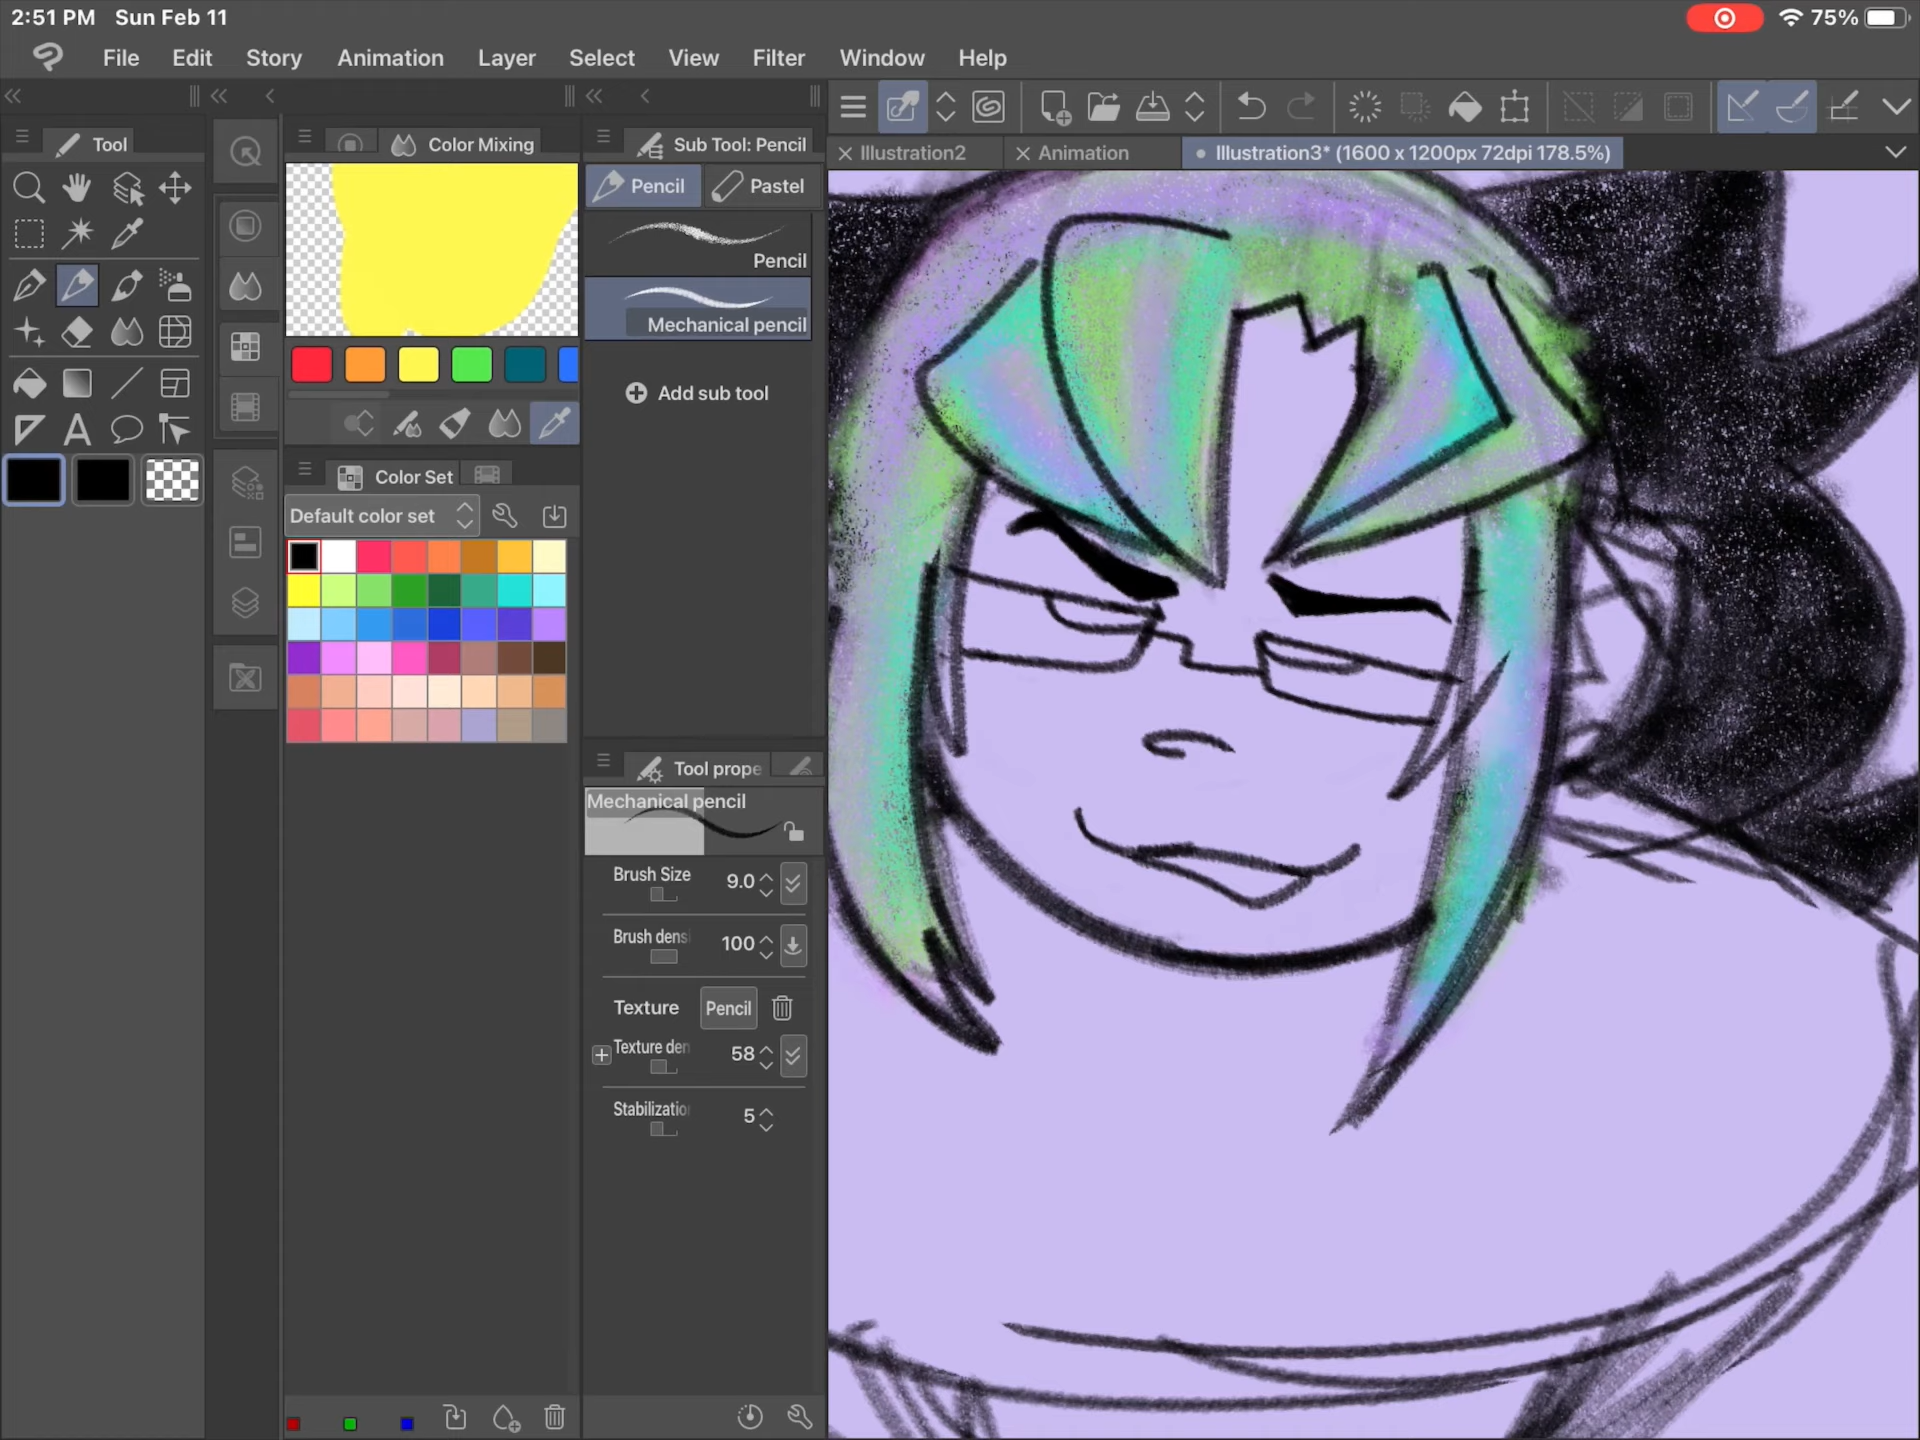 2:51 PM Sun Feb 11
75%
File Edit Story Animation Layer Select View Filter Window Help
Tool
Color Mixing
Sub Tool: Pencil
Illustration2
Animation
Illustration3* (1600 x 1200px 72dpi 178.5%)
Pencil
Pastel
Pencil
Mechanical pencil
Add sub tool
Color Set
Default color set
Tool prope
Mechanical pencil
Brush Size 9.0
Brush densi 100
Texture Pencil
Texture den 58
Stabilizatio 5